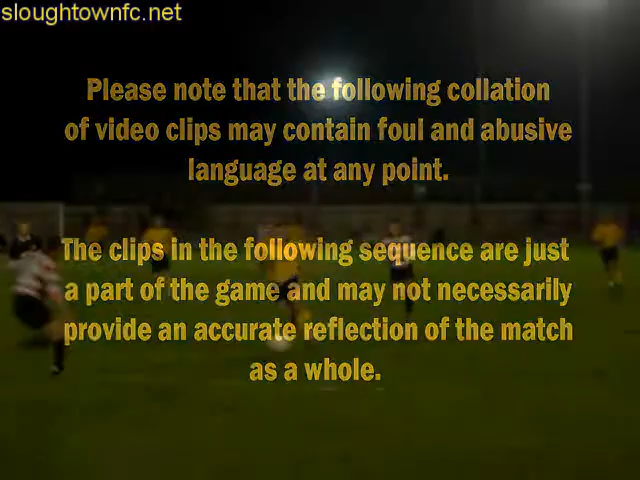 sloughtownfc.net
Please note that the following collation
of video clips may contain foul and abusive
language at any point.
The clips in the following sequence are just
a part of the game and may not necessarily
provide an accurate reflection of the match
as a whole.